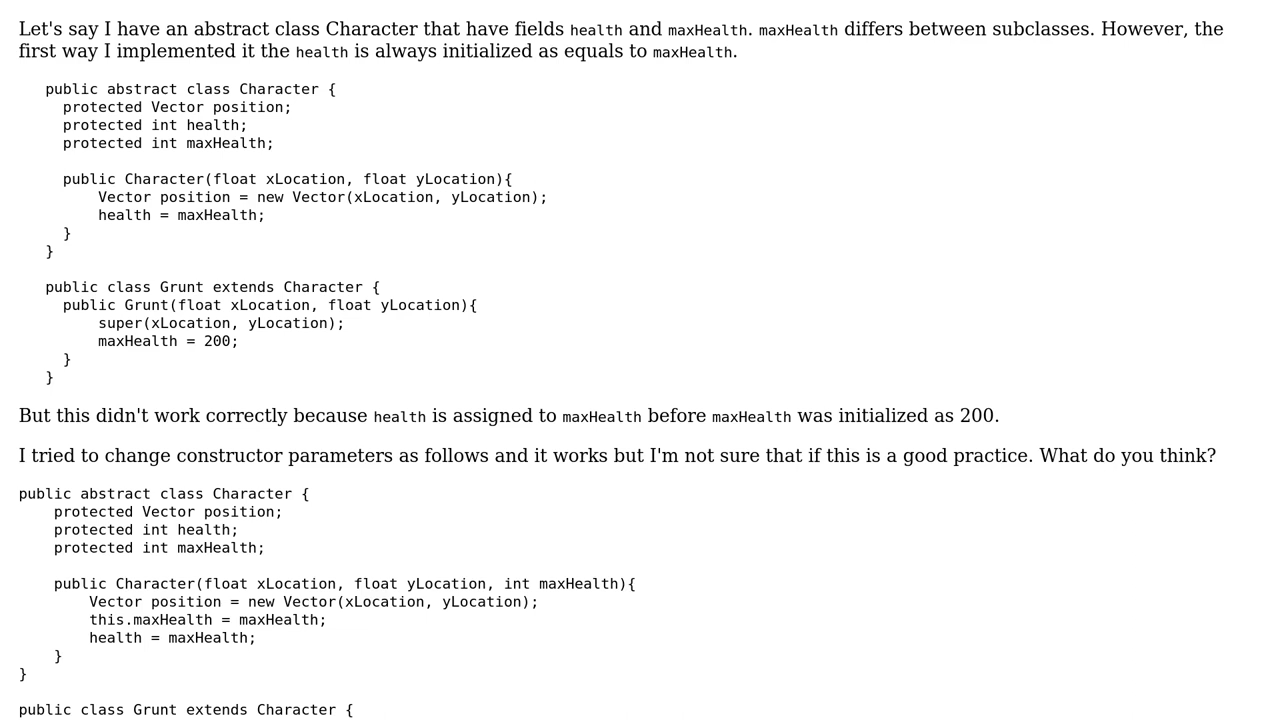 Let's say I have an abstract class Character that have fields health and maxHealth. maxHealth differs between subclasses. However, the
first way I implemented it the health is always initialized as equals to maxHealth.
public abstract class Character {
protected Vector position;
protected int health;
protected int maxHealth;
public Character(float xLocation, float yLocation){
Vector position = new Vector(xLocation, yLocation);
health = maxHealth;
}
}
public class Grunt extends Character {
public Grunt(float xLocation, float yLocation){
super(xLocation, yLocation);
maxHealth = 200;
}
}
But this didn't work correctly because health is assigned to maxHealth before maxHealth was initialized as 200.
I tried to change constructor parameters as follows and it works but I'm not sure that if this is a good practice. What do you think?
public abstract class Character {
protected Vector position;
protected int health;
protected int maxHealth;
public Character(float xLocation, float yLocation, int maxHealth){
Vector position = new Vector(xLocation, yLocation);
this.maxHealth = maxHealth;
health = maxHealth;
}
}
public class Grunt extends Character {